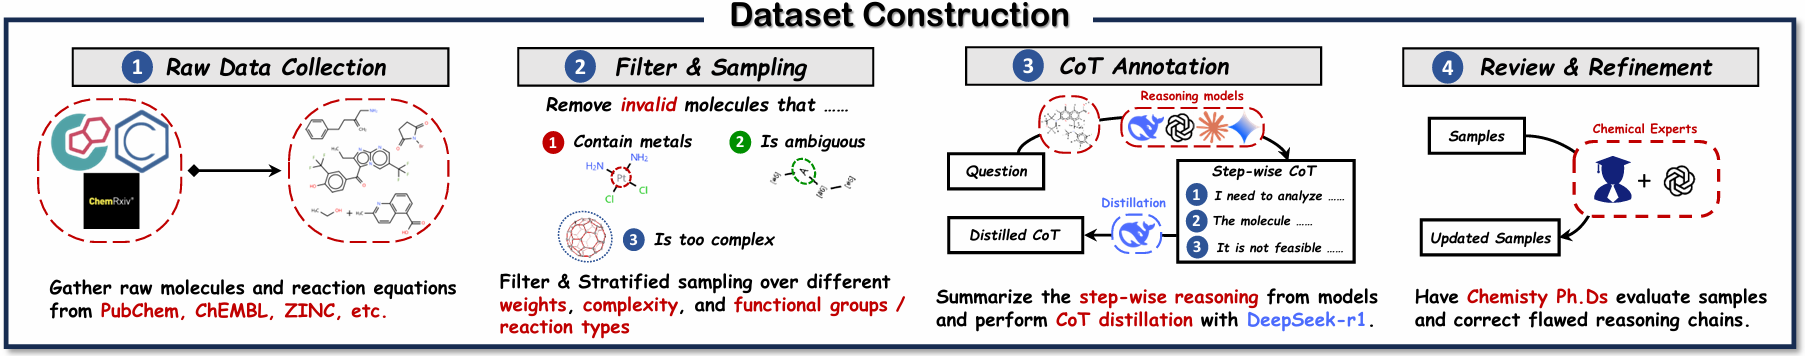 Dataset Construction
1 Raw Data Collection
ChemRxiv
Gather raw molecules and reaction equations
from PubChem, ChEMBL, ZINC, etc.
2 Filter & Sampling
Remove invalid molecules that ......
1 Contain metals
H₂N NH₂
Pt
Cl Cl
2 Is ambiguous
A
3 Is too complex
Filter & Stratified sampling over different
weights, complexity, and functional groups /
reaction types
3 CoT Annotation
Reasoning models
Question
Step-wise CoT
1 I need to analyze ......
2 The molecule ......
3 It is not feasible ......
Distillation
Distilled CoT
Summarize the step-wise reasoning from models
and perform CoT distillation with DeepSeek-r1.
4 Review & Refinement
Samples
Chemical Experts
+
Updated Samples
Have Chemisty Ph.Ds evaluate samples
and correct flawed reasoning chains.